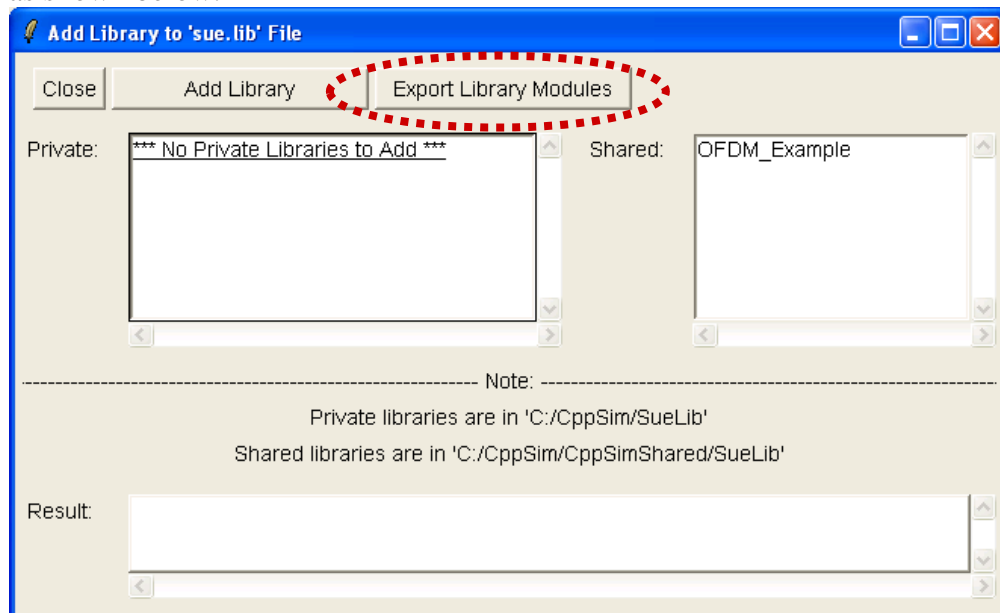 Add Library to 'sue.lib' File
Close Add Library Export Library Modules
Private: *** No Private Libraries to Add *** Shared: OFDM_Example
Note:
Private libraries are in 'C:/CppSim/SueLib'
Shared libraries are in 'C:/CppSim/CppSimShared/SueLib'
Result: